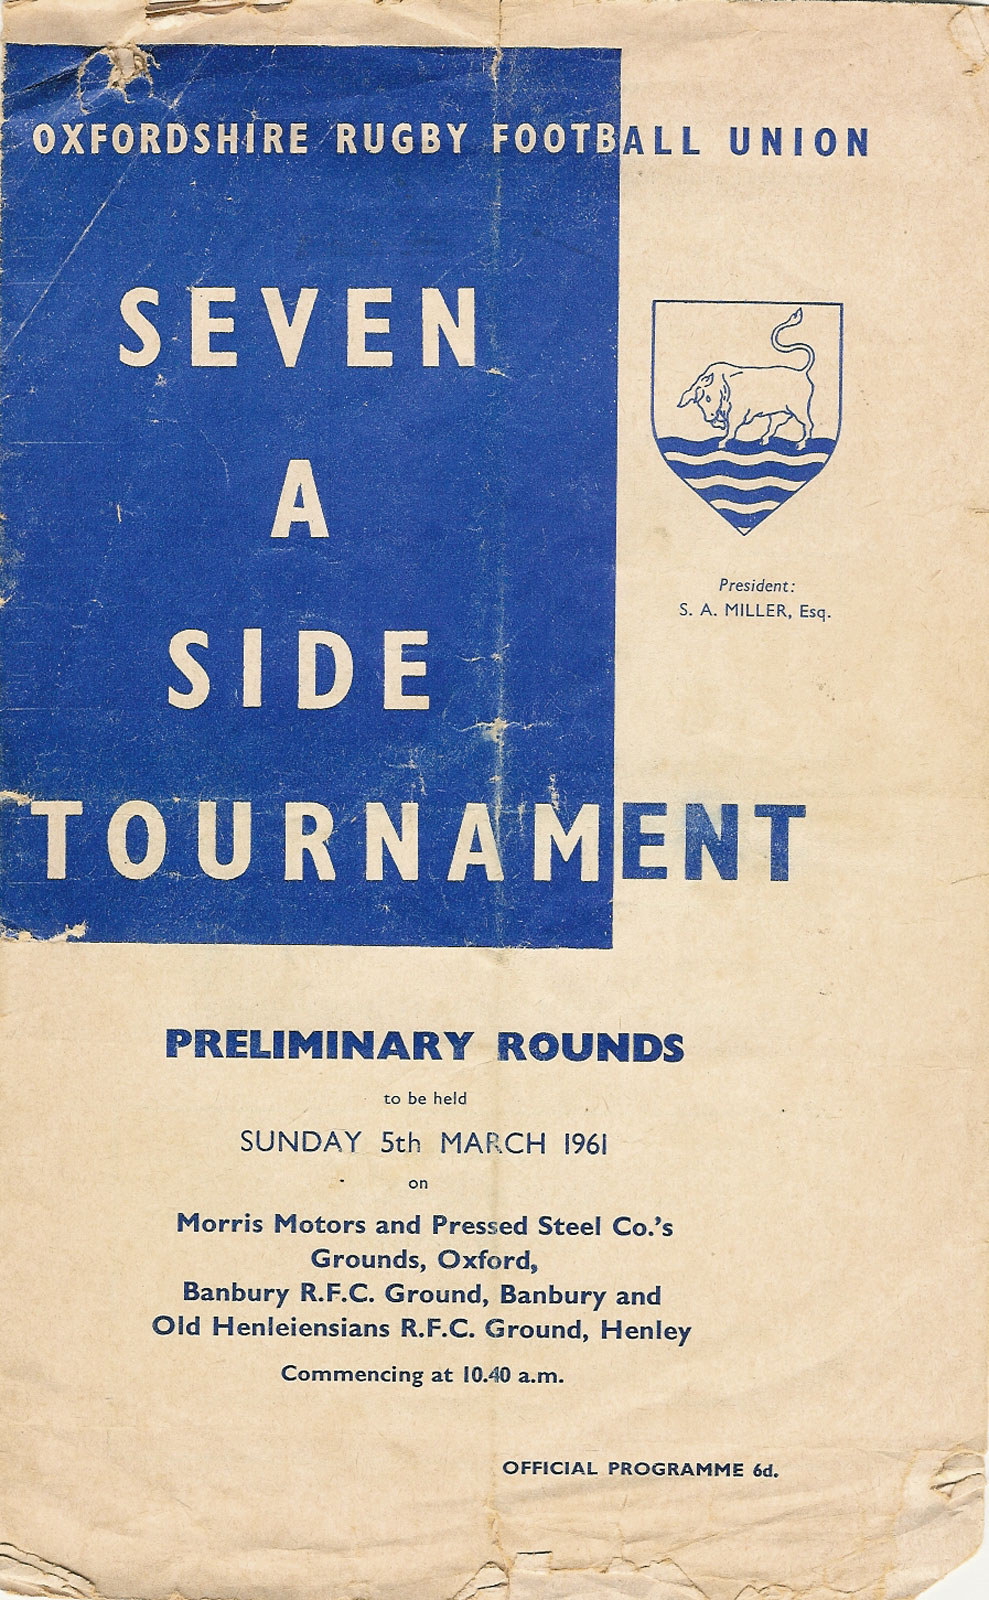 OXFORDSHIRE RUGBY FOOTBALL UNION
SEVEN
A
SIDE
TOURNAMENT
President:
S. A. MILLER, Esq.
PRELIMINARY ROUNDS
to be held
SUNDAY 5th MARCH 1961
on
Morris Motors and Pressed Steel Co.'s
Grounds, Oxford,
Banbury R.F.C. Ground, Banbury and
Old Henleiensians R.F.C. Ground, Henley
Commencing at 10.40 a.m.
OFFICIAL PROGRAMME 6d.